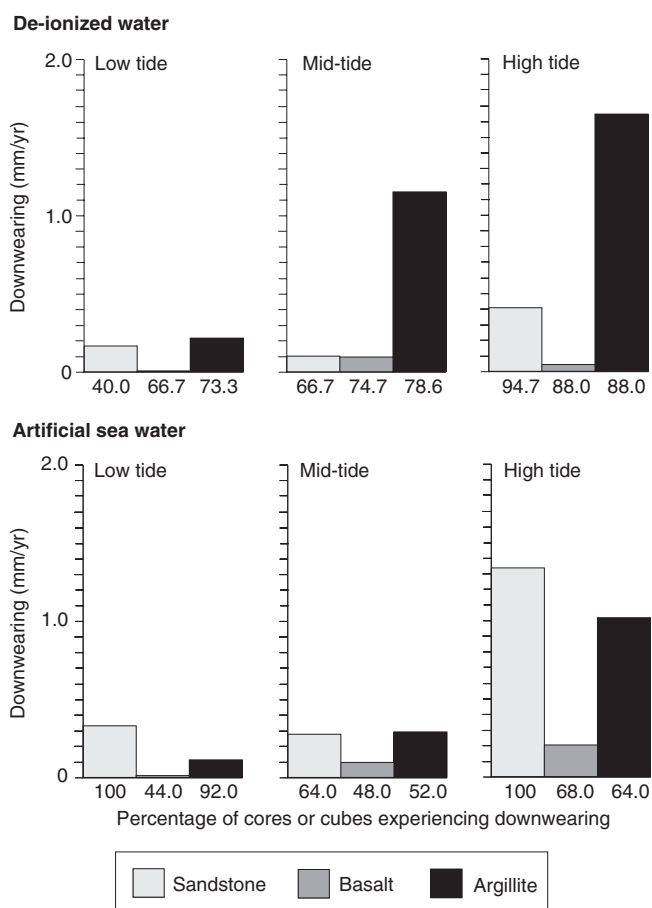 De-ionized water
2.0
Low tide
Mid-tide
High tide
Downwearing (mm/yr)
1.0
0
40.0 66.7 73.3
66.7 74.7 78.6
94.7 88.0 88.0
Artificial sea water
2.0
Low tide
Mid-tide
High tide
Downwearing (mm/yr)
1.0
0
100 44.0 92.0
64.0 48.0 52.0
100 68.0 64.0
Percentage of cores or cubes experiencing downwearing
Sandstone Basalt Argillite